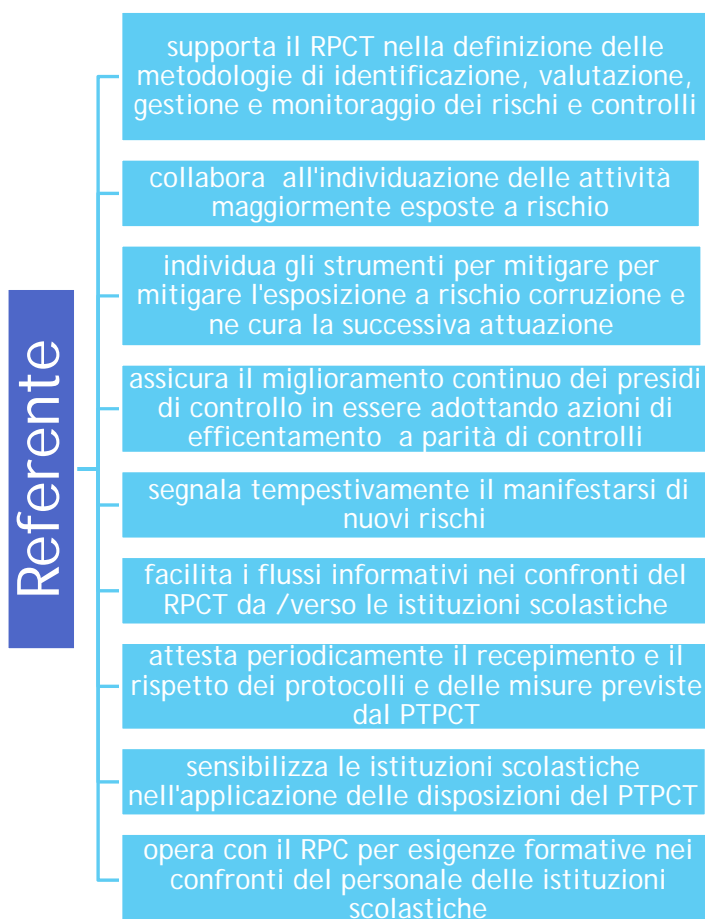 Referente
supporta il RPCT nella definizione delle
metodologie di identificazione, valutazione,
gestione e monitoraggio dei rischi e controlli
collabora  all'individuazione delle attività
maggiormente esposte a rischio
individua gli strumenti per mitigare per
mitigare l'esposizione a rischio corruzione e
ne cura la successiva attuazione
assicura il miglioramento continuo dei presidi
di controllo in essere adottando azioni di
efficentamento  a parità di controlli
segnala tempestivamente il manifestarsi di
nuovi rischi
facilita i flussi informativi nei confronti del
RPCT da /verso le istituzioni scolastiche
attesta periodicamente il recepimento e il
rispetto dei protocolli e delle misure previste
dal PTPCT
sensibilizza le istituzioni scolastiche
nell'applicazione delle disposizioni del PTPCT
opera con il RPC per esigenze formative nei
confronti del personale delle istituzioni
scolastiche